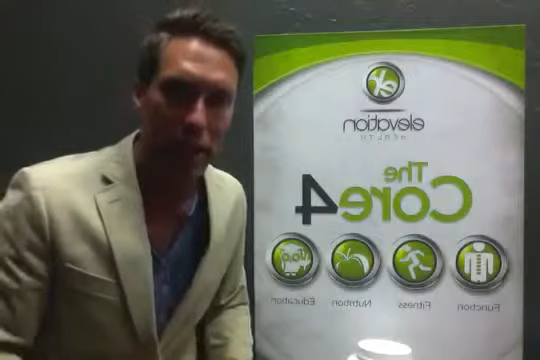 elevation
HEALTH
The
Core4
Function Fitness Nutrition Education